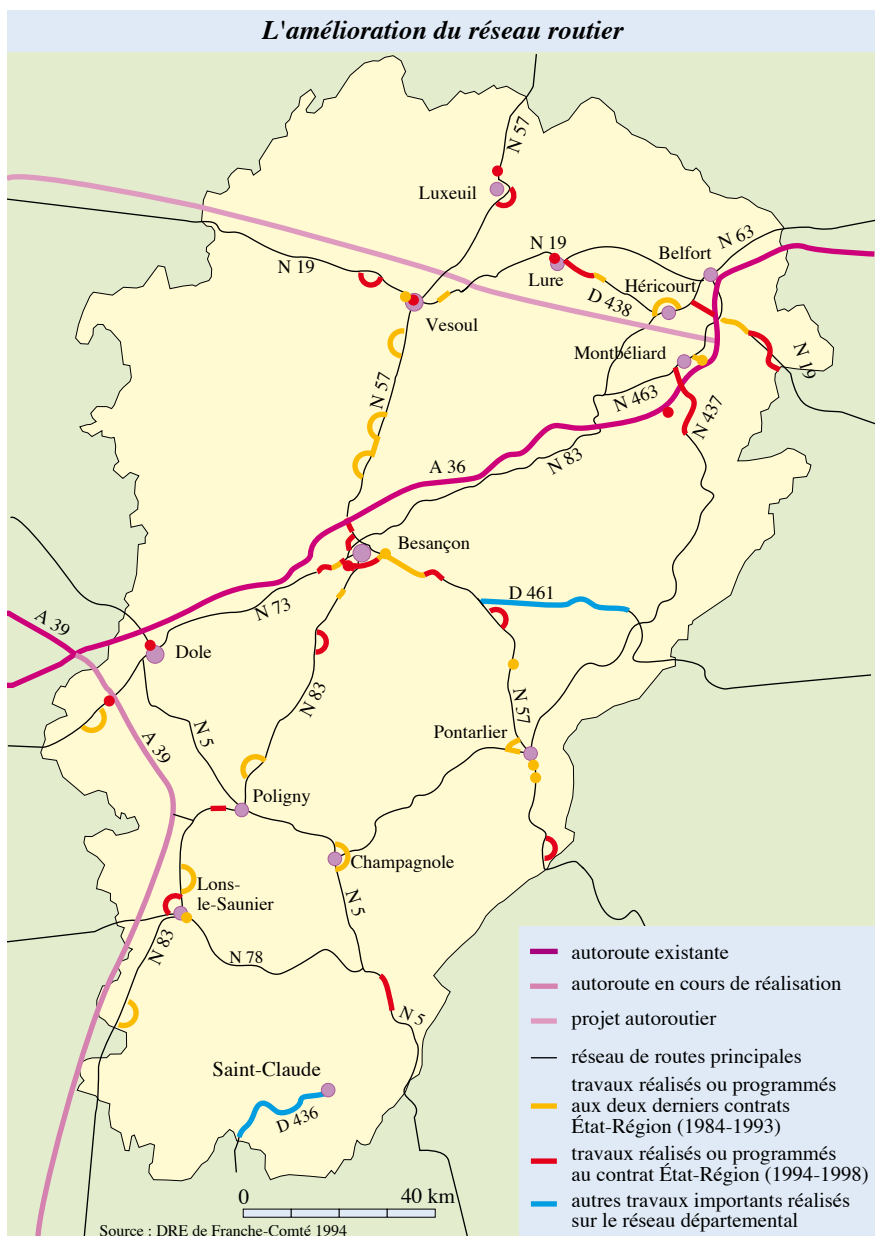 L'amélioration du réseau routier
N 57
Luxeuil
N 63
N 19
Belfort
N 19
Lure
Héricourt
D 438
Vesoul
Montbéliard
N 19
N 57
N 463
N 437
A 36
N 83
Besançon
D 461
N 73
A 39
Dole
N 83
N 57
N 5
Pontarlier
A 39
Poligny
Champagnole
Lons-
le-Saunier
N 5
N 83
N 78
N 5
Saint-Claude
D 436
autoroute existante
autoroute en cours de réalisation
projet autoroutier
réseau de routes principales
travaux réalisés ou programmés
aux deux derniers contrats
État-Région (1984-1993)
travaux réalisés ou programmés
au contrat État-Région (1994-1998)
autres travaux importants réalisés
sur le réseau départemental
0 40 km
Source : DRE de Franche-Comté 1994